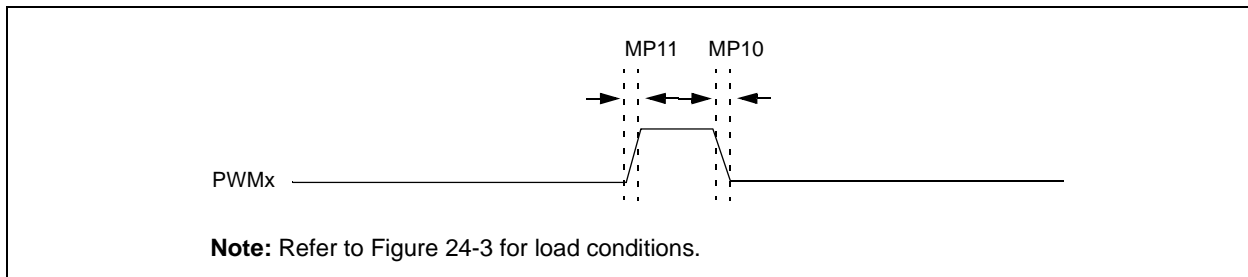 MP11 MP10
PWMx
Note: Refer to Figure 24-3 for load conditions.